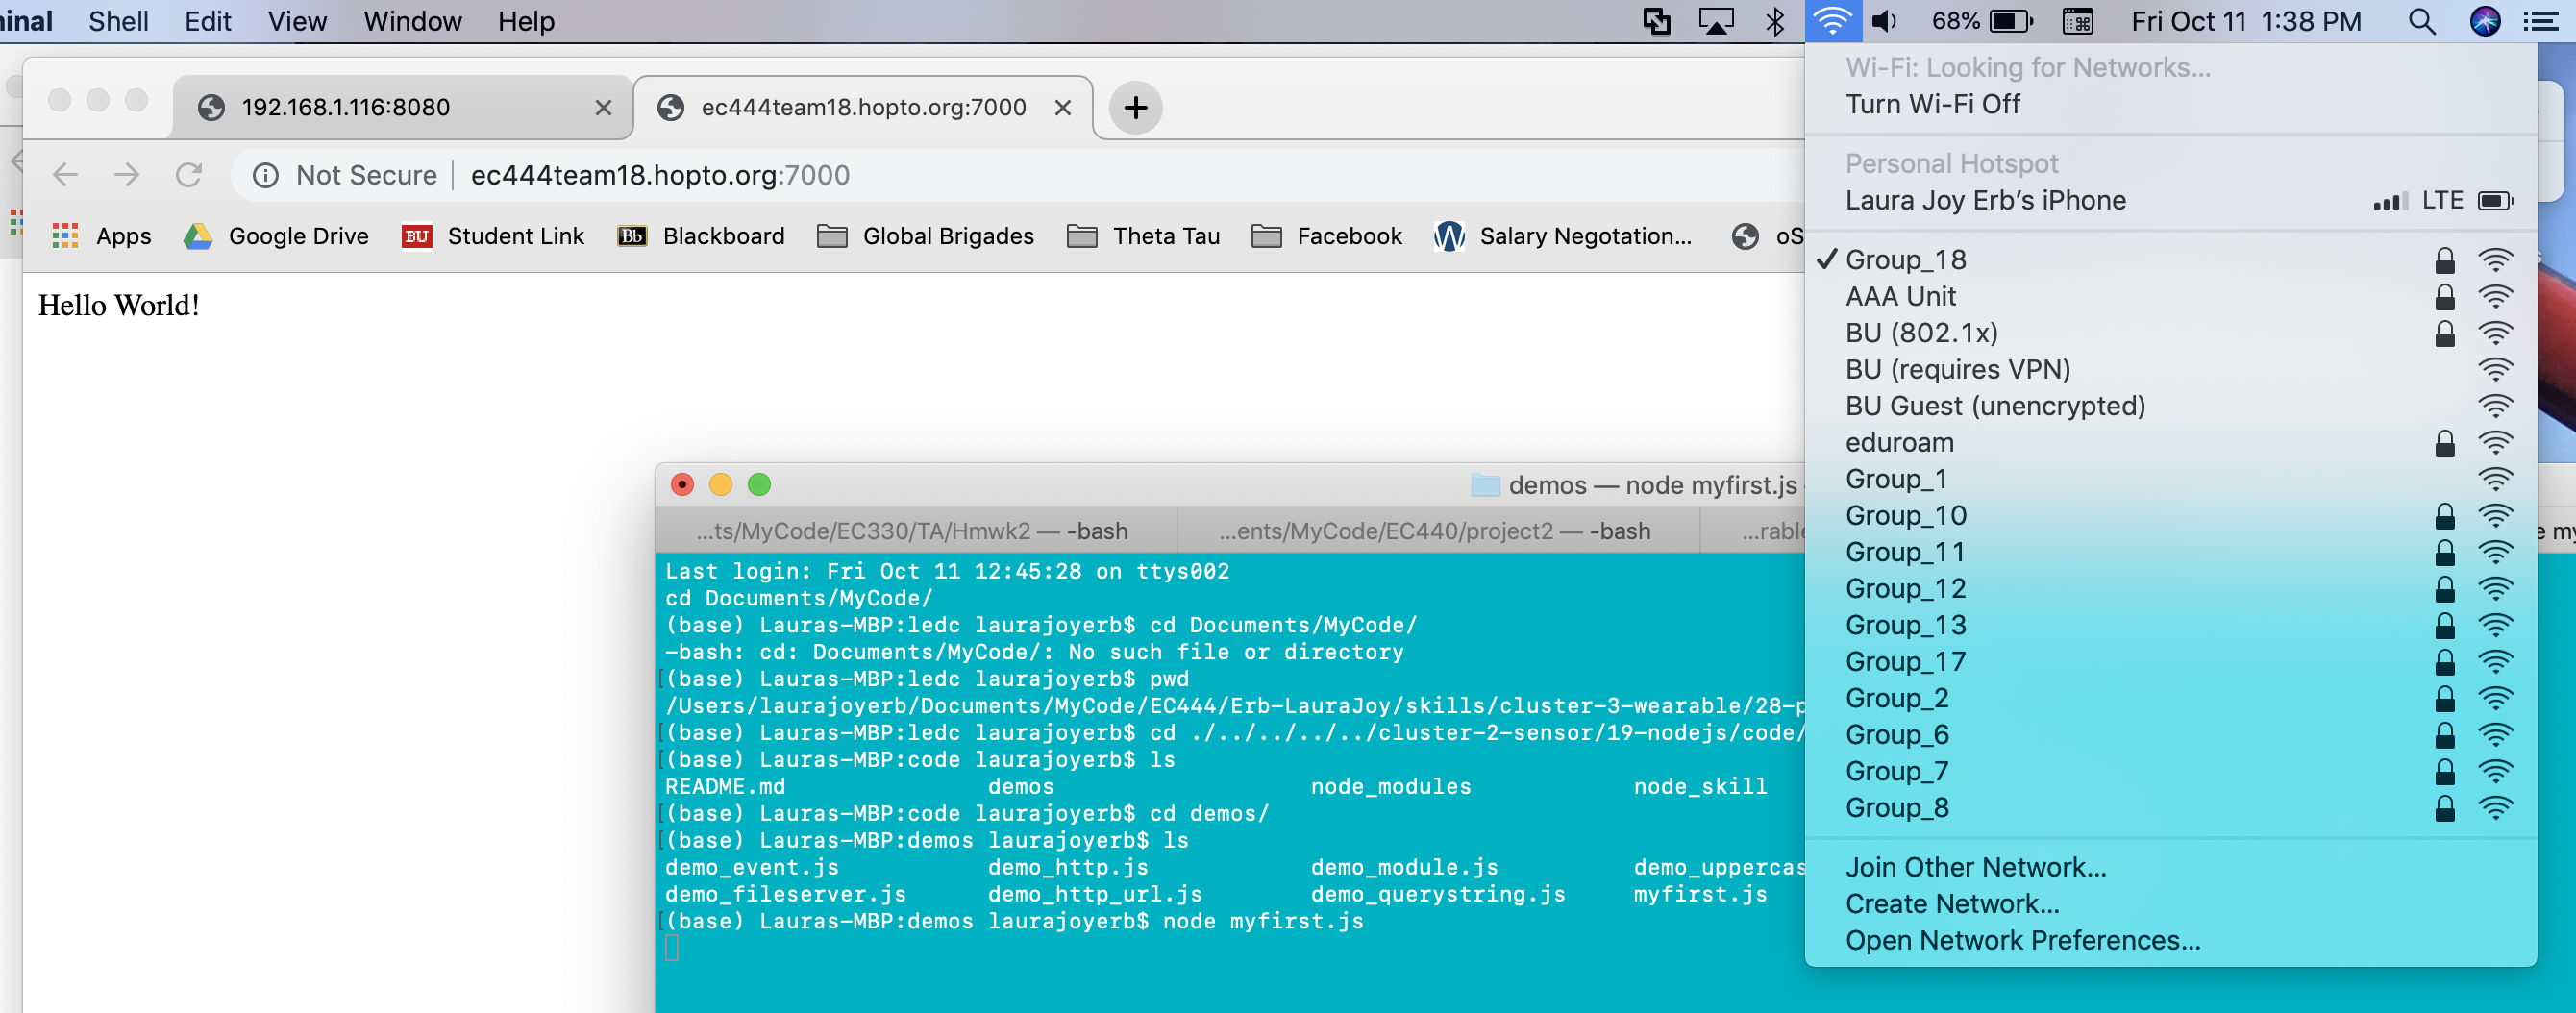 inal Shell Edit View Window Help 68% Fri Oct 11 1:38 PM
192.168.1.116:8080 ec444team18.hopto.org:7000
Not Secure ec444team18.hopto.org:7000
Apps Google Drive BU Student Link Bb Blackboard Global Brigades Theta Tau Facebook W Salary Negotation... oS
Hello World!
demos — node myfirst.js
...ts/MyCode/EC330/TA/Hmwk2 — -bash ...ents/MyCode/EC440/project2 — -bash ...rable e my
Last login: Fri Oct 11 12:45:28 on ttys002
cd Documents/MyCode/
(base) Lauras-MBP:ledc laurajoyerb$ cd Documents/MyCode/
-bash: cd: Documents/MyCode/: No such file or directory
[(base) Lauras-MBP:ledc laurajoyerb$ pwd
/Users/laurajoyerb/Documents/MyCode/EC444/Erb-LauraJoy/skills/cluster-3-wearable/28-p
[(base) Lauras-MBP:ledc laurajoyerb$ cd ./../../../../cluster-2-sensor/19-nodejs/code/
[(base) Lauras-MBP:code laurajoyerb$ ls
README.md demos node_modules node_skill
[(base) Lauras-MBP:code laurajoyerb$ cd demos/
[(base) Lauras-MBP:demos laurajoyerb$ ls
demo_event.js demo_http.js demo_module.js demo_uppercas
demo_fileserver.js demo_http_url.js demo_querystring.js myfirst.js
[(base) Lauras-MBP:demos laurajoyerb$ node myfirst.js
Wi-Fi: Looking for Networks...
Turn Wi-Fi Off
Personal Hotspot
Laura Joy Erb's iPhone LTE
✓ Group_18
AAA Unit
BU (802.1x)
BU (requires VPN)
BU Guest (unencrypted)
eduroam
Group_1
Group_10
Group_11
Group_12
Group_13
Group_17
Group_2
Group_6
Group_7
Group_8
Join Other Network...
Create Network...
Open Network Preferences...